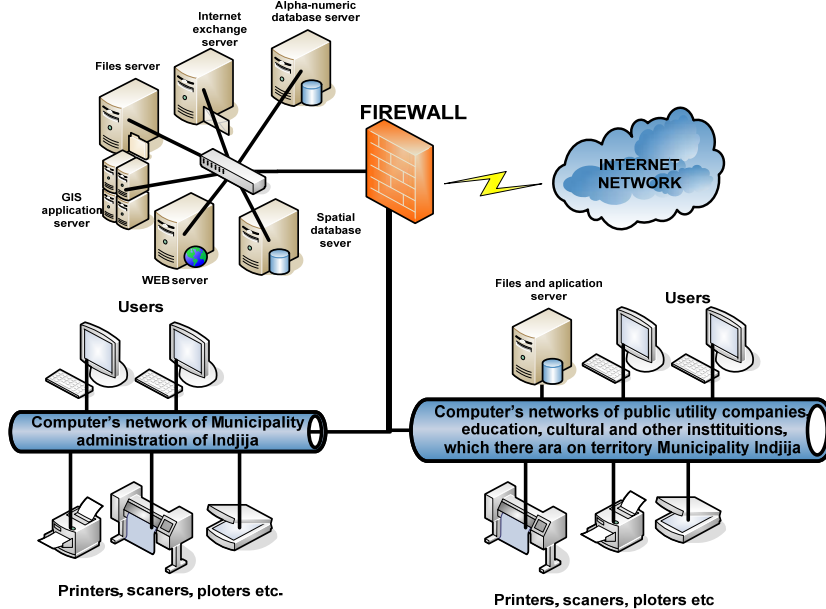 Alpha-numeric
database server
Internet
exchange
server
Files server
FIREWALL
INTERNET
NETWORK
GIS
application
server
Spatial
database
sever
WEB server
Users
Files and aplication
server
Users
Computer's network of Municipality
administration of Indjija
Computer's networks of public utility companies,
education, cultural and other insttituitions,
which there ara on territory Municipality Indjija
Printers, scaners, ploters etc.
Printers, scaners, ploters etc